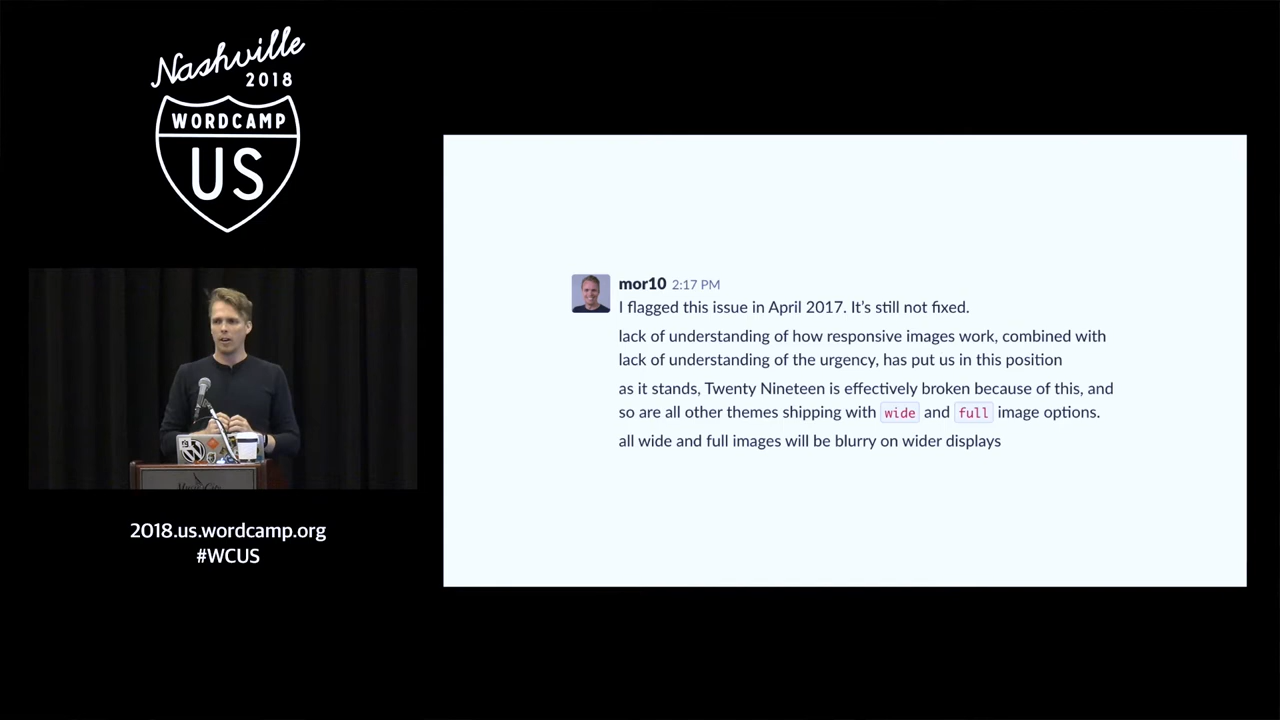 Nashville
2018
WORDCAMP
US
mor10 2:17 PM
I flagged this issue in April 2017. It's still not fixed.
lack of understanding of how responsive images work, combined with
lack of understanding of the urgency, has put us in this position
as it stands, Twenty Nineteen is effectively broken because of this, and
so are all other themes shipping with wide and full image options.
all wide and full images will be blurry on wider displays
Music City
2018.us.wordcamp.org
#WCUS